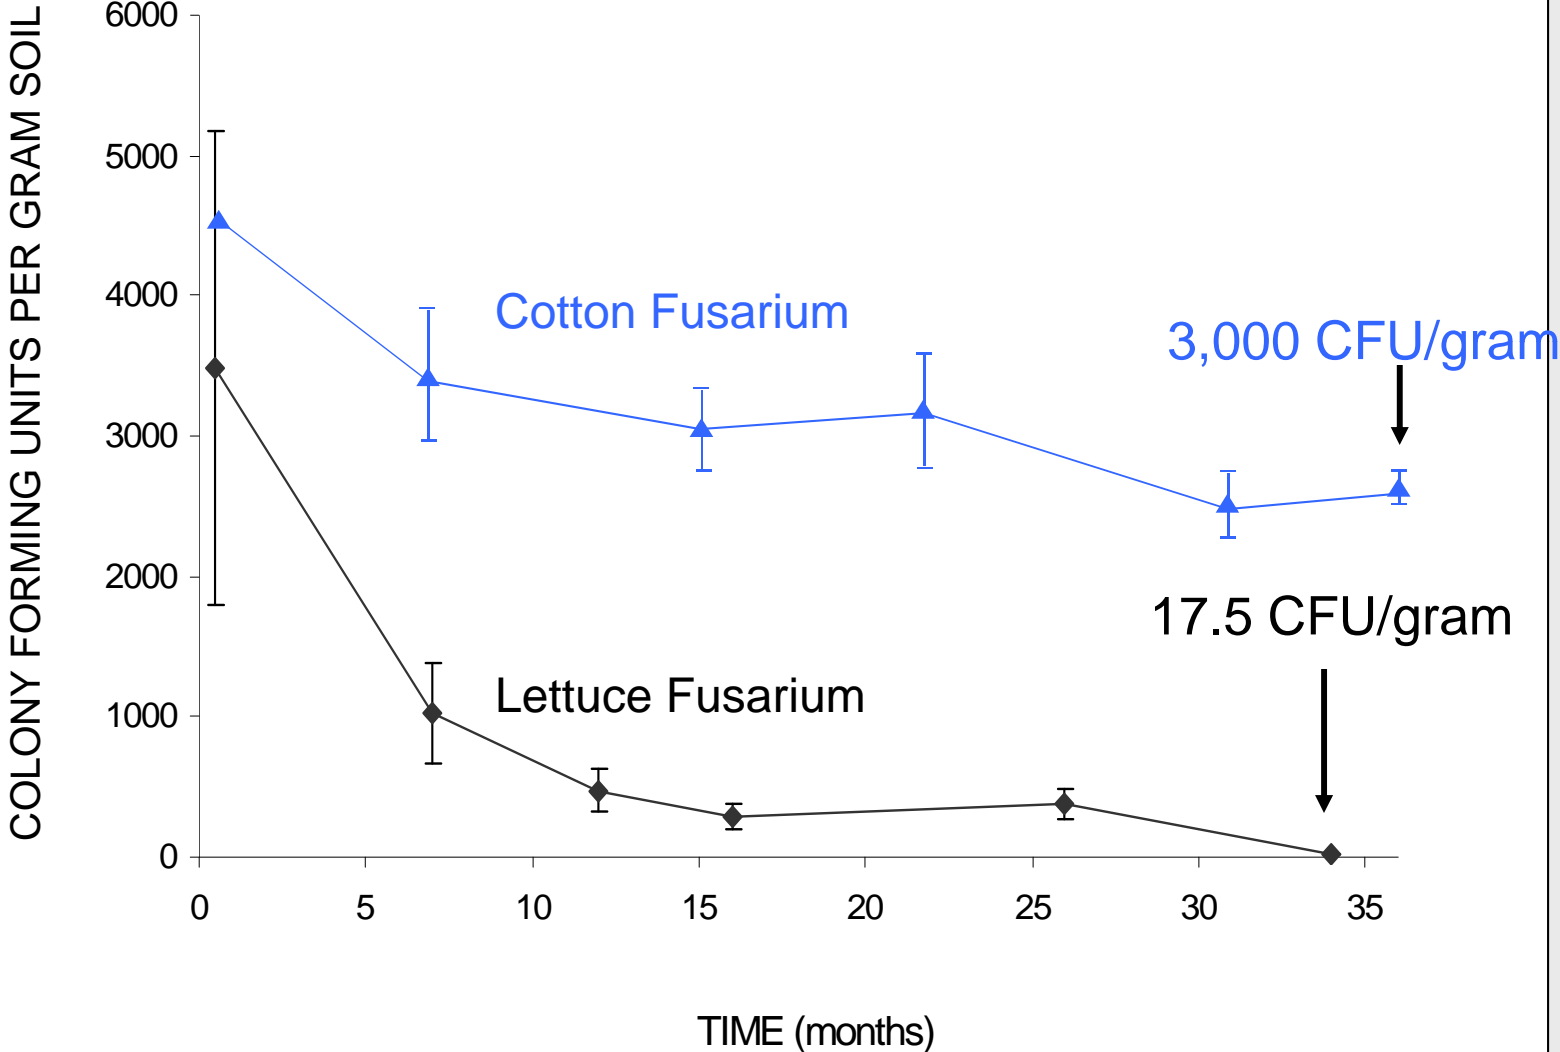 COLONY FORMING UNITS PER GRAM SOIL
6000
5000
4000
3000
2000
1000
0
Cotton Fusarium
3,000 CFU/gram
17.5 CFU/gram
Lettuce Fusarium
0 5 10 15 20 25 30 35
TIME (months)